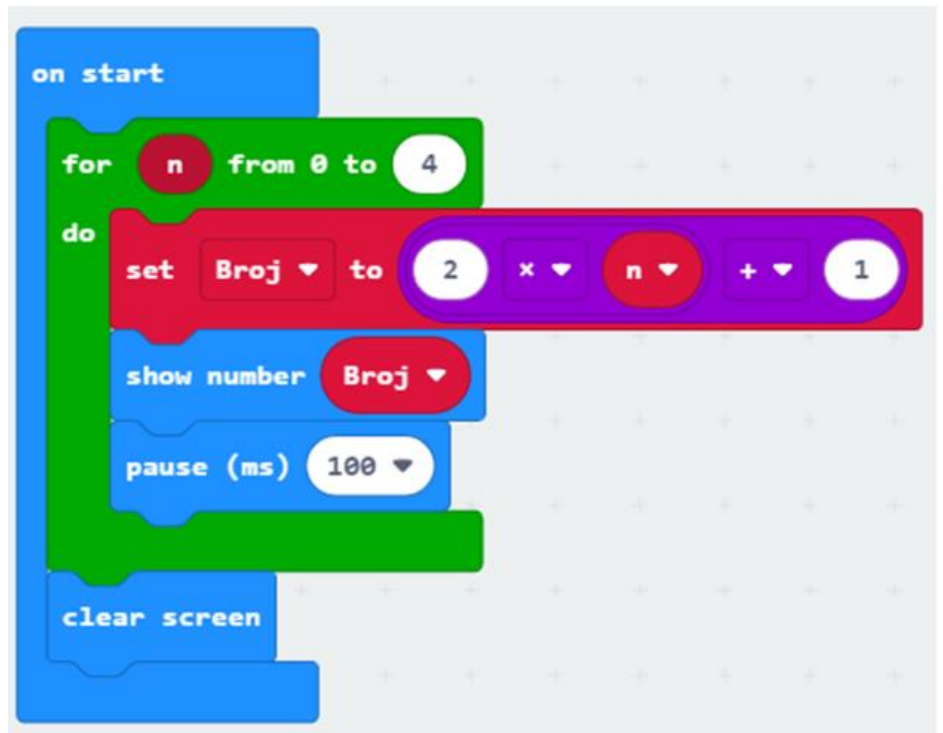 on start
for n from 0 to 4
do
set Broj to 2 × n + 1
show number Broj
pause (ms) 100
clear screen